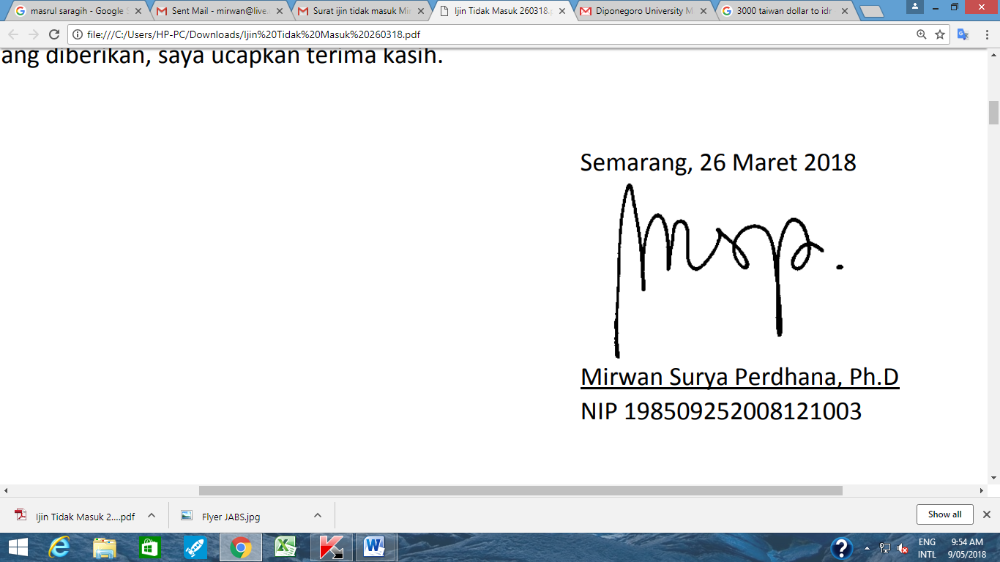 masrul saragih - Google S
Sent Mail - mirwan@live.
Surat ijin tidak masuk Mir
Ijin Tidak Masuk 260318.p
Diponegoro University M
3000 taiwan dollar to idr
file:///C:/Users/HP-PC/Downloads/Ijin%20Tidak%20Masuk%20260318.pdf
ang diberikan, saya ucapkan terima kasih.
Semarang, 26 Maret 2018
msp.
Mirwan Surya Perdhana, Ph.D
NIP 198509252008121003
Ijin Tidak Masuk 2....pdf
Flyer JABS.jpg
Show all
ENG
INTL
9:54 AM
9/05/2018